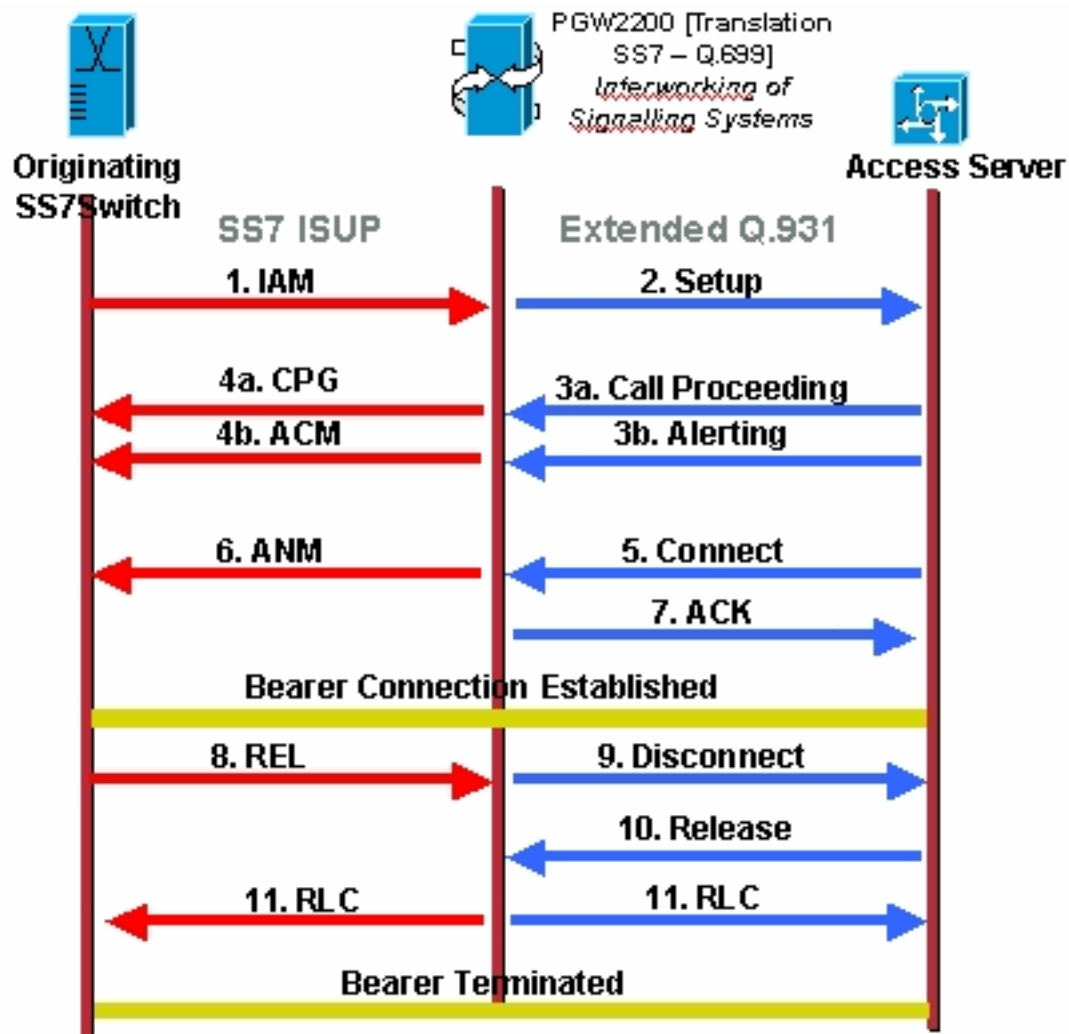 PGW2200 [Translation
SS7 – Q.699]
Interworking of
Signalling Systems
Originating
SS7Switch
Access Server
SS7 ISUP
Extended Q.931
1. IAM
2. Setup
4a. CPG
3a. Call Proceeding
4b. ACM
3b. Alerting
6. ANM
5. Connect
7. ACK
Bearer Connection Established
8. REL
9. Disconnect
10. Release
11. RLC
11. RLC
Bearer Terminated